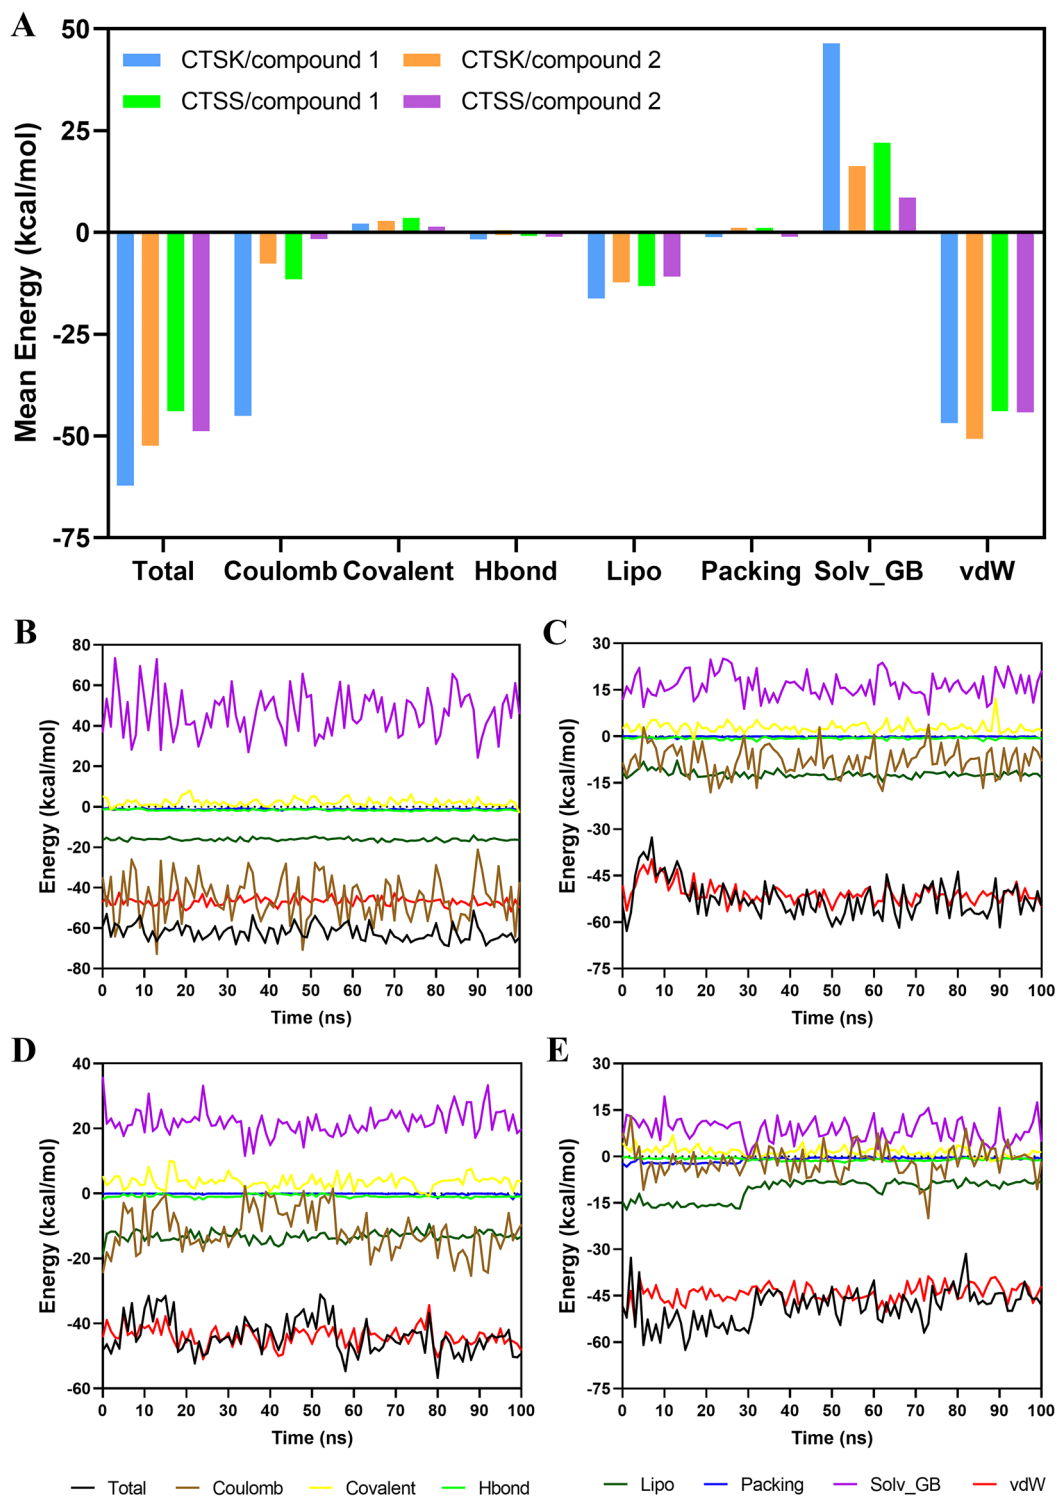 A
Mean Energy (kcal/mol)
50
25
0
-25
-50
-75
CTSK/compound 1
CTSK/compound 2
CTSS/compound 1
CTSS/compound 2
Total Coulomb Covalent Hbond Lipo Packing Solv_GB vdW
B
Energy (kcal/mol)
80
60
40
20
0
-20
-40
-60
-80
0 10 20 30 40 50 60 70 80 90 100
Time (ns)
C
Energy (kcal/mol)
30
15
0
-15
-30
-45
-60
-75
0 10 20 30 40 50 60 70 80 90 100
Time (ns)
D
Energy (kcal/mol)
40
20
0
-20
-40
-60
0 10 20 30 40 50 60 70 80 90 100
Time (ns)
E
Energy (kcal/mol)
30
15
0
-15
-30
-45
-60
-75
0 10 20 30 40 50 60 70 80 90 100
Time (ns)
Total Coulomb Covalent Hbond Lipo Packing Solv_GB vdW